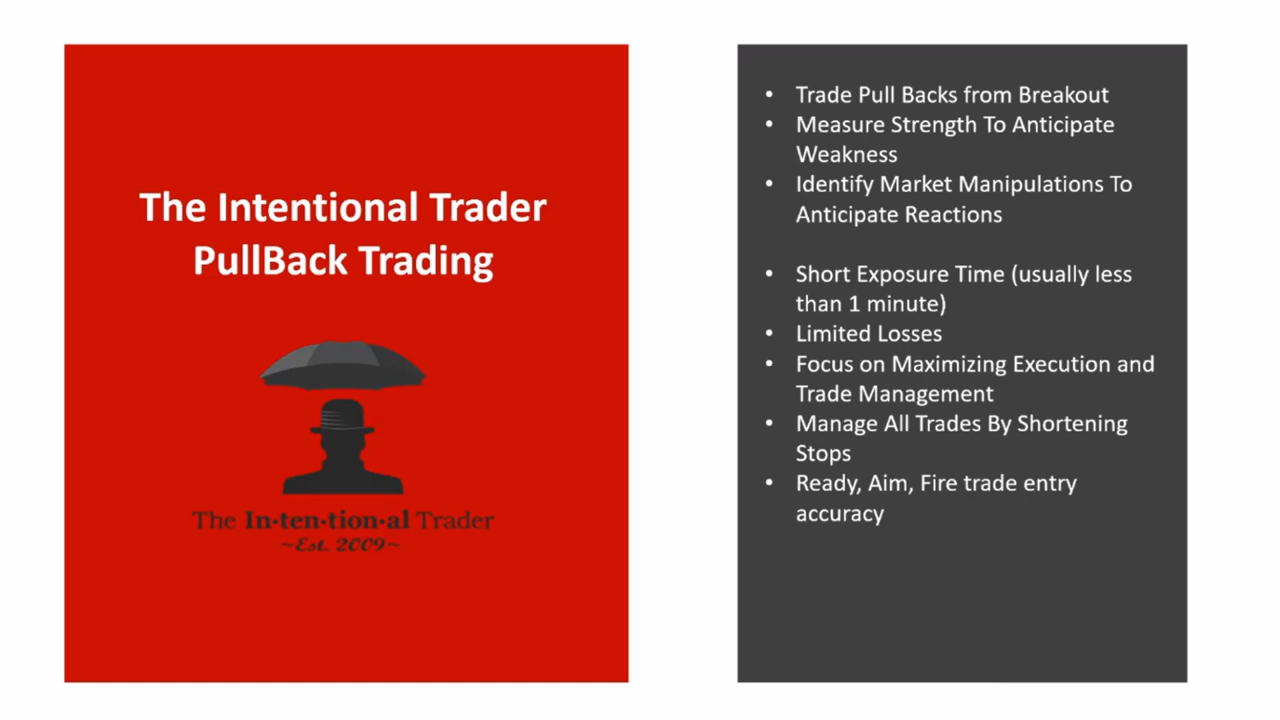 The Intentional Trader
PullBack Trading
The In·ten·tion·al Trader
~Est. 2009~
• Trade Pull Backs from Breakout
• Measure Strength To Anticipate
Weakness
• Identify Market Manipulations To
Anticipate Reactions
• Short Exposure Time (usually less
than 1 minute)
• Limited Losses
• Focus on Maximizing Execution and
Trade Management
• Manage All Trades By Shortening
Stops
• Ready, Aim, Fire trade entry
accuracy